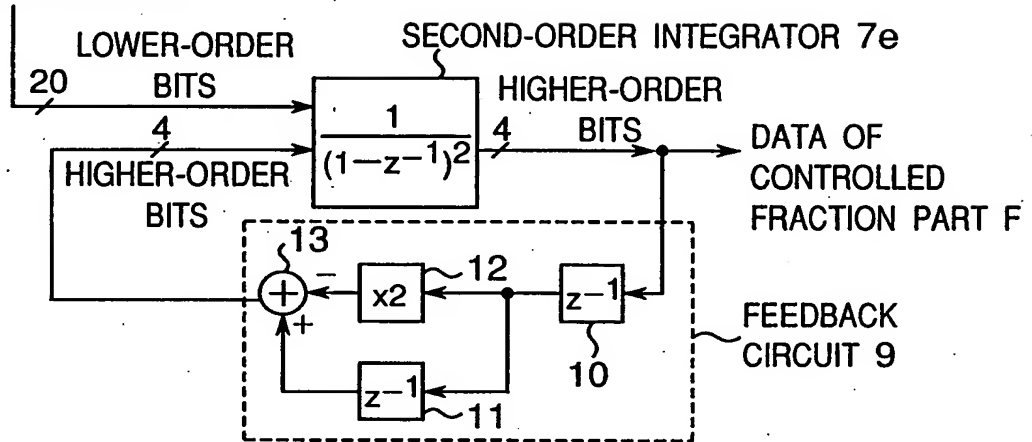 SECOND-ORDER INTEGRATOR 7e
LOWER-ORDER
BITS
20
1
(1−z⁻¹)²
HIGHER-ORDER
BITS
4
4
HIGHER-ORDER
BITS
DATA OF
CONTROLLED
FRACTION PART F
13
−
+
+
x2
12
z⁻¹
10
z⁻¹
11
FEEDBACK
CIRCUIT 9